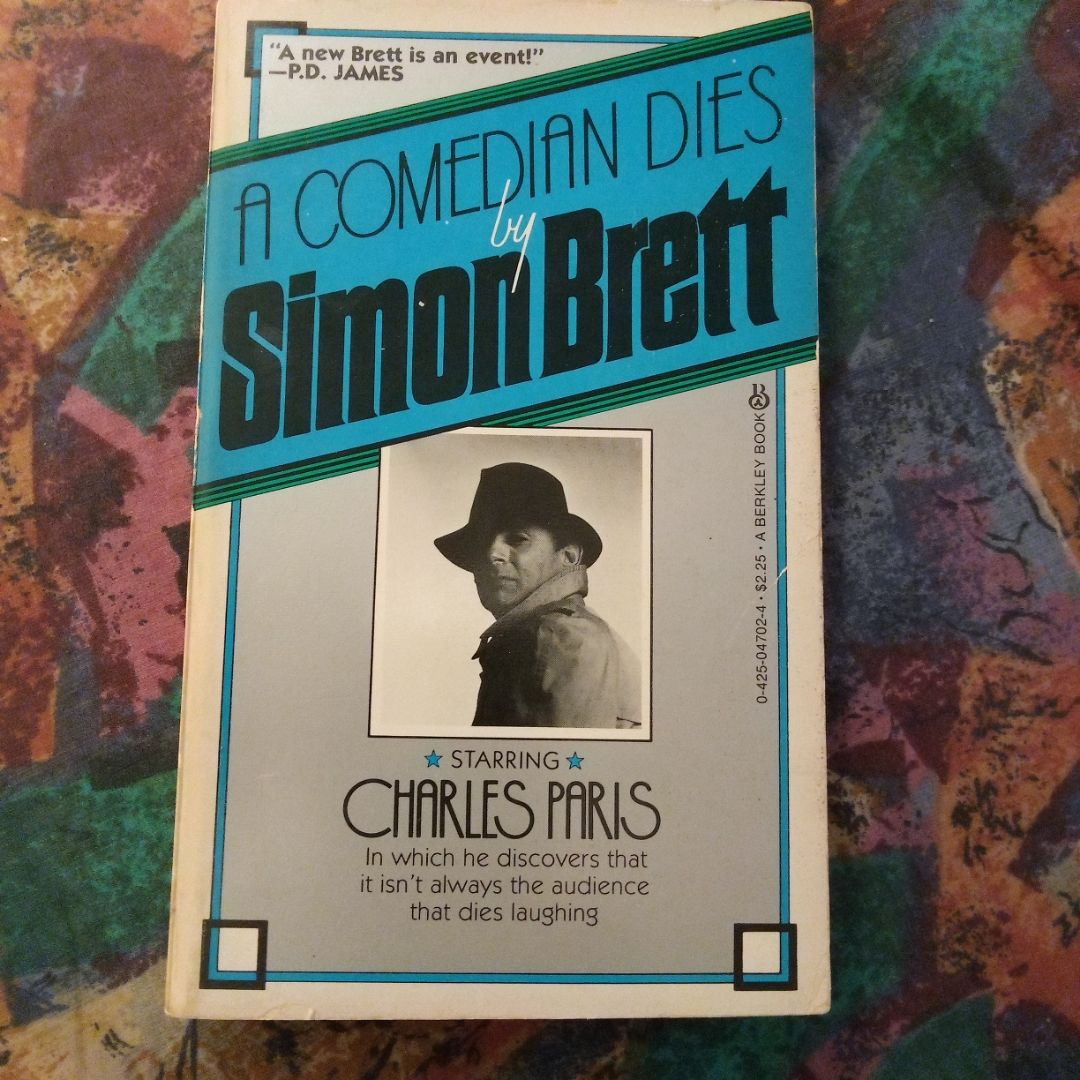 "A new Brett is an event!"
—P.D. JAMES
A COMEDIAN DIES
by
Simon Brett
0-425-04702-4 • $2.25 • A BERKLEY BOOK
STARRING
CHARLES PARIS
In which he discovers that
it isn't always the audience
that dies laughing